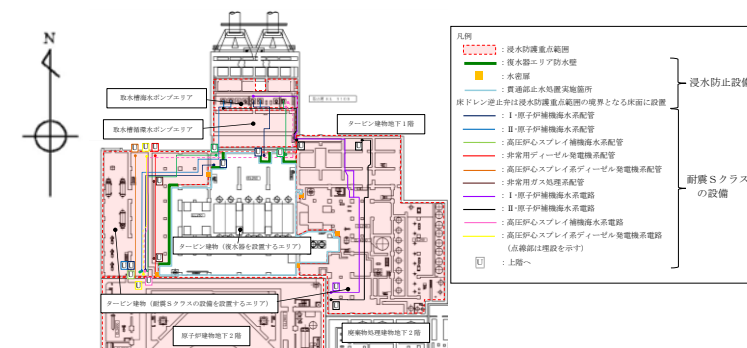 N
取水槽海水ポンプエリア
取水槽循環水ポンプエリア
タービン建物地下1階
タービン建物（復水器を設置するエリア）
タービン建物（耐震Sクラスの設備を設置するエリア）
原子炉建物地下2階
廃棄物処理建物地下2階
凡例
：浸水防護重点範囲
：復水器エリア防水壁
：水密扉
：貫通部止水処置実施箇所
床ドレン逆止弁は浸水防護重点範囲の境界となる床面に設置
：Ⅰ-原子炉補機海水系配管
：Ⅱ-原子炉補機海水系配管
：高圧炉心スプレイ補機海水系配管
：非常用ディーゼル発電機系配管
：高圧炉心スプレイ系ディーゼル発電機系配管
：非常用ガス処理系配管
：Ⅰ-原子炉補機海水系電路
：Ⅱ-原子炉補機海水系電路
：高圧炉心スプレイ補機海水系電路
：高圧炉心スプレイ系ディーゼル発電機系電路
（点線部は埋設を示す）
U ：上階へ
浸水防止設備
耐震Sクラス
の設備